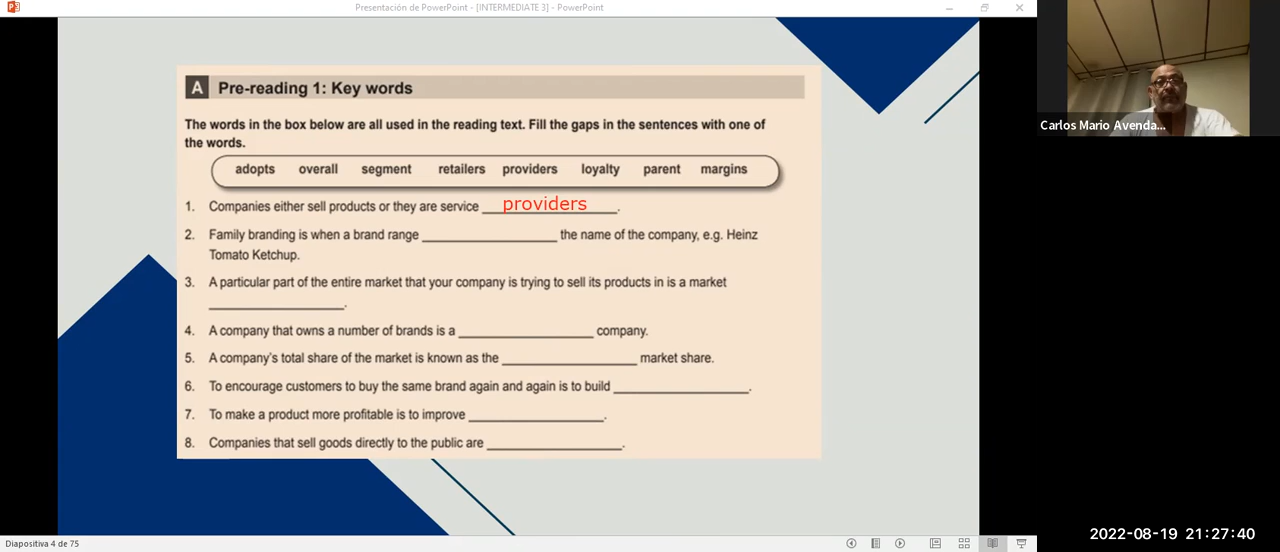 Presentación de PowerPoint - [INTERMEDIATE 3] - PowerPoint
A Pre-reading 1: Key words
The words in the box below are all used in the reading text. Fill the gaps in the sentences with one of
the words.
adopts overall segment retailers providers loyalty parent margins
1. Companies either sell products or they are service providers.
2. Family branding is when a brand range ____________ the name of the company, e.g. Heinz
Tomato Ketchup.
3. A particular part of the entire market that your company is trying to sell its products in is a market
____________.
4. A company that owns a number of brands is a ____________ company.
5. A company's total share of the market is known as the ____________ market share.
6. To encourage customers to buy the same brand again and again is to build ____________.
7. To make a product more profitable is to improve ____________.
8. Companies that sell goods directly to the public are ____________.
Carlos Mario Avenda...
2022-08-19 21:27:40
Diapositiva 4 de 75